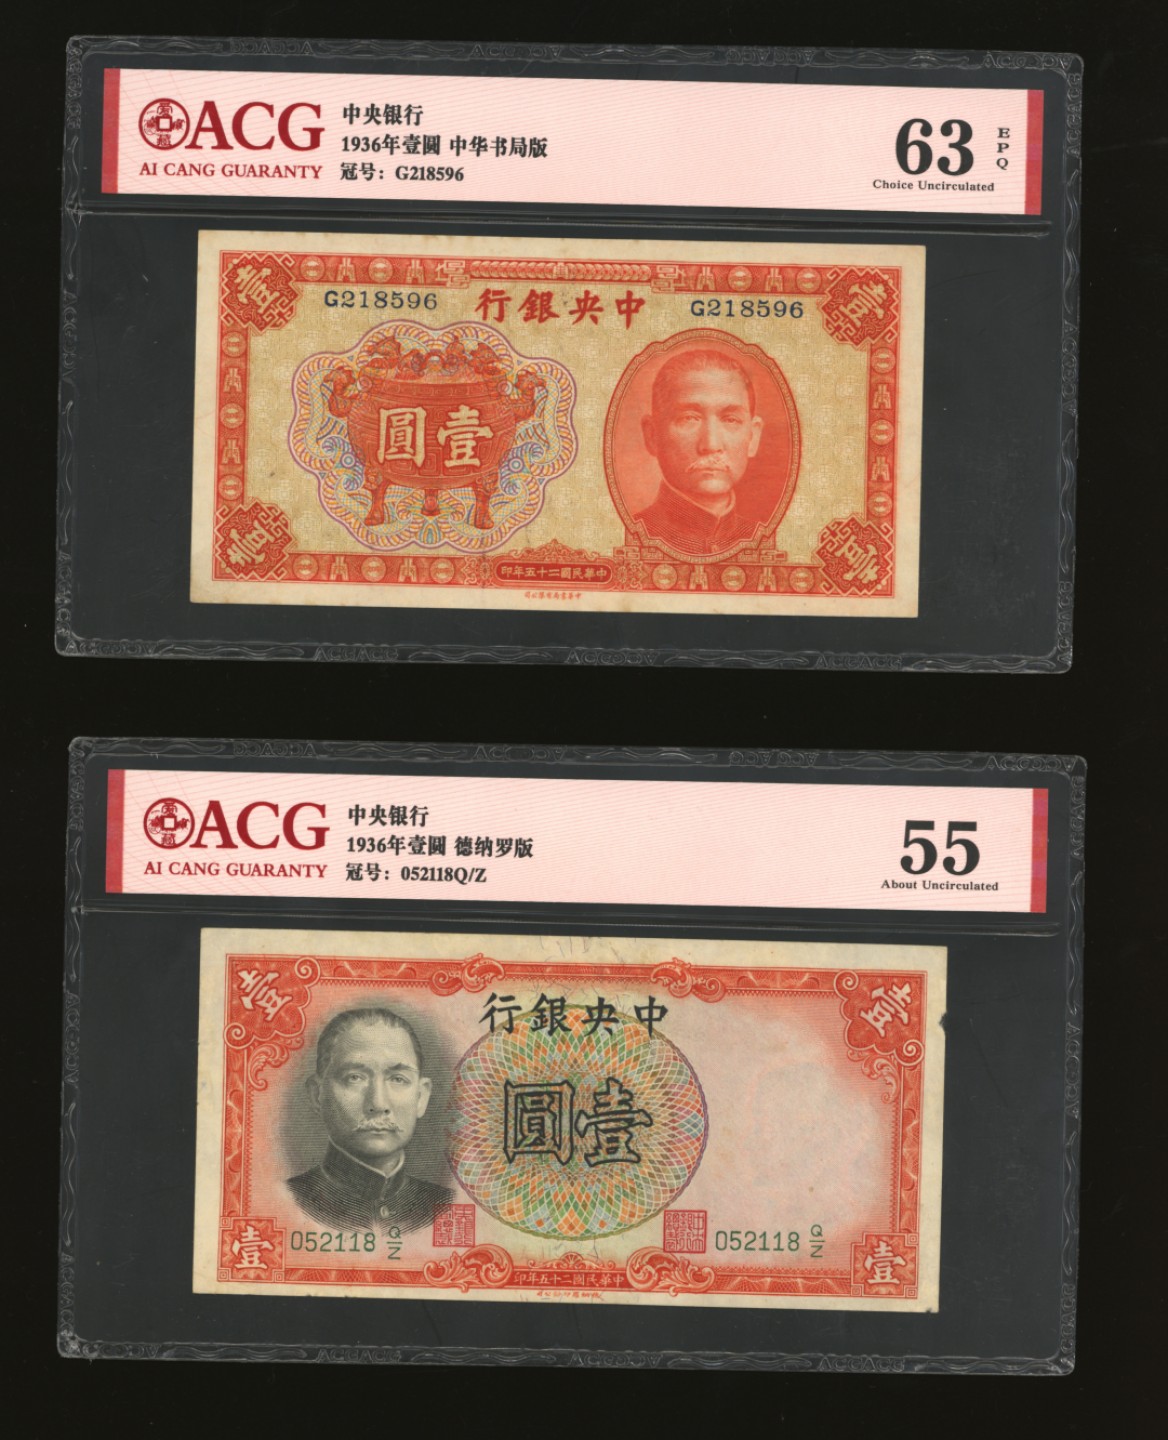 ACG
AI CANG GUARANTY
中央银行
1936年壹圆 中华书局版
冠号：G218596
63
EPQ
Choice Uncirculated
壹
壹
G218596
行銀央中
G218596
圓壹
壹
壹
印年五十二國民華中
ACG
AI CANG GUARANTY
中央银行
1936年壹圆 德纳罗版
冠号：052118Q/Z
55
About Uncirculated
壹
壹
行銀央中
圓壹
052118 Q/Z
052118 Q/Z
壹
壹
印年五十二國民華中